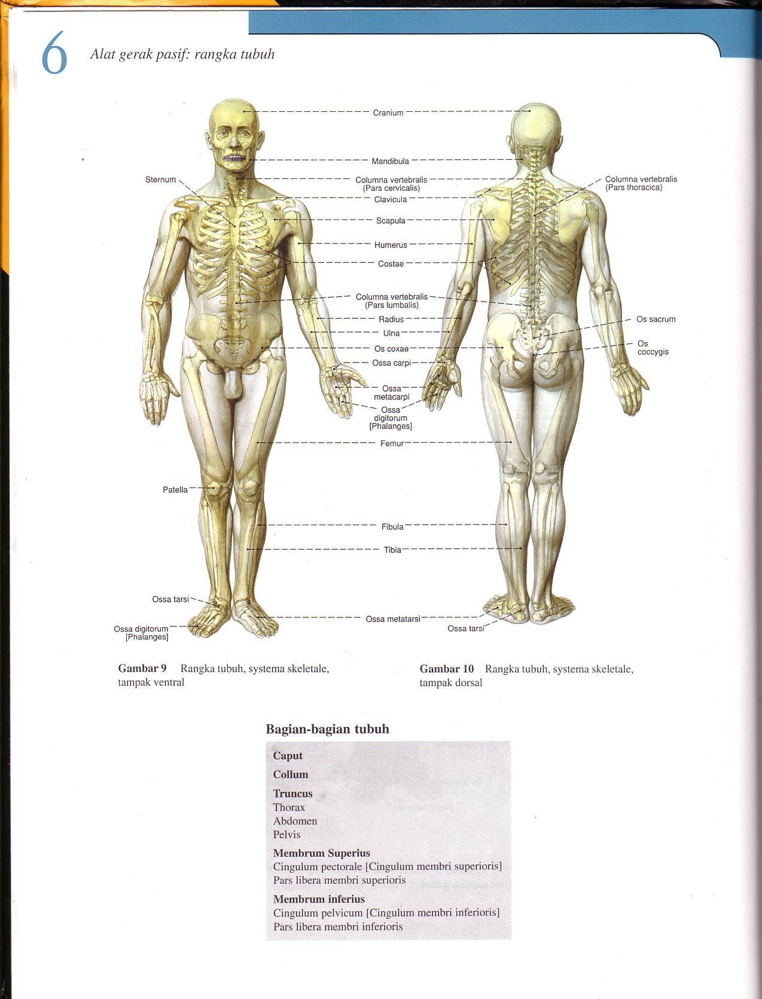 6
Alat gerak pasif: rangka tubuh
Cranium
Mandibula
Sternum
Columna vertebralis
(Pars cervicalis)
Columna vertebralis
(Pars thoracica)
Clavicula
Scapula
Humerus
Costae
Columna vertebralis
(Pars lumbalis)
Radius
Os sacrum
Ulna
Os coxae
Os
coccygis
Ossa carpi
Ossa
metacarpi
Ossa
digitorum
[Phalanges]
Femur
Patella
Fibula
Tibia
Ossa tarsi
Ossa metatarsi
Ossa digitorum
[Phalanges]
Ossa tarsi
Gambar 9 Rangka tubuh, systema skeletale,
tampak ventral
Gambar 10 Rangka tubuh, systema skeletale,
tampak dorsal
Bagian-bagian tubuh
Caput
Collum
Truncus
Thorax
Abdomen
Pelvis
Membrum Superius
Cingulum pectorale [Cingulum membri superioris]
Pars libera membri superioris
Membrum inferius
Cingulum pelvicum [Cingulum membri inferioris]
Pars libera membri inferioris